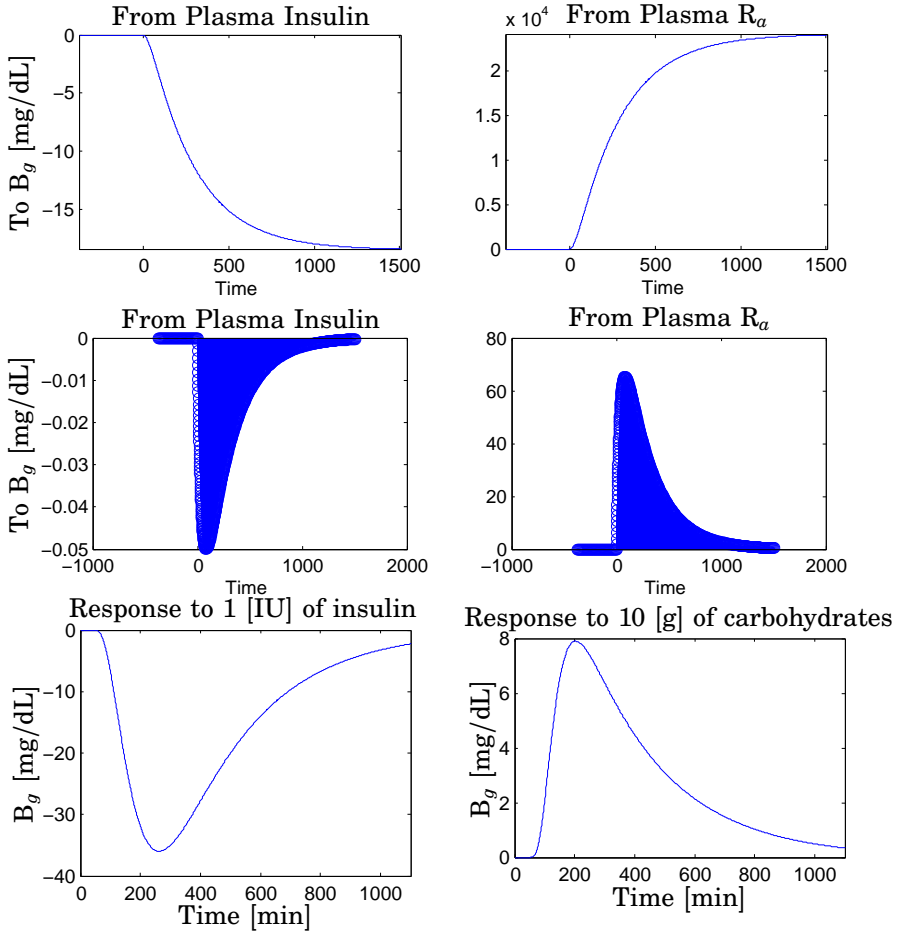 From Plasma Insulin
To B_g [mg/dL]
0
−5
−10
−15
0 500 1000 1500
Time
From Plasma R_a
x 10^4
2
1.5
1
0.5
0
0 500 1000 1500
Time
From Plasma Insulin
To B_g [mg/dL]
0
−0.01
−0.02
−0.03
−0.04
−0.05
−1000 0 1000 2000
Time
From Plasma R_a
80
60
40
20
0
−1000 0 1000 2000
Time
Response to 1 [IU] of insulin
B_g [mg/dL]
0
−10
−20
−30
−40
0 200 400 600 800 1000
Time [min]
Response to 10 [g] of carbohydrates
B_g [mg/dL]
8
6
4
2
0
0 200 400 600 800 1000
Time [min]